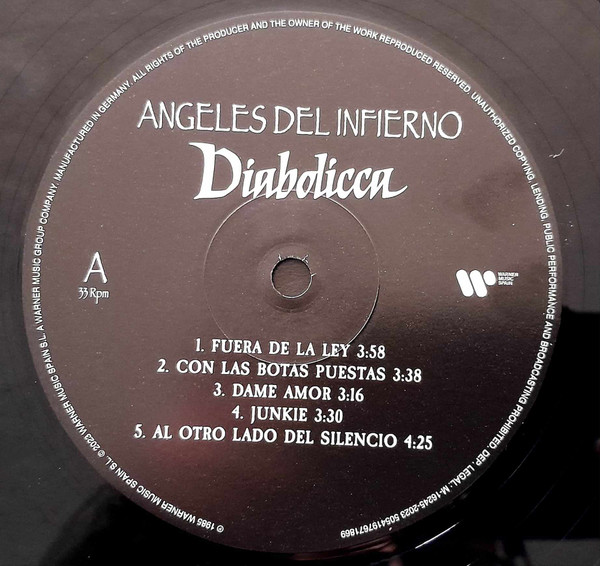 ANGELES DEL INFIERNO
Diabolicca
A
33 Rpm
WARNER
MUSIC
SPAIN
1. FUERA DE LA LEY 3:58
2. CON LAS BOTAS PUESTAS 3:38
3. DAME AMOR 3:16
4. JUNKIE 3:30
5. AL OTRO LADO DEL SILENCIO 4:25
℗ 1985 WARNER MUSIC SPAIN S.L. © 2023 WARNER MUSIC SPAIN S.L. A WARNER MUSIC GROUP COMPANY. MANUFACTURED IN GERMANY. ALL RIGHTS OF THE PRODUCER AND THE OWNER OF THE WORK REPRODUCED RESERVED. UNAUTHORIZED COPYING, LENDING, PUBLIC PERFORMANCE AND BROADCASTING PROHIBITED. DEP. LEGAL: M-16245-2023 5054197671869